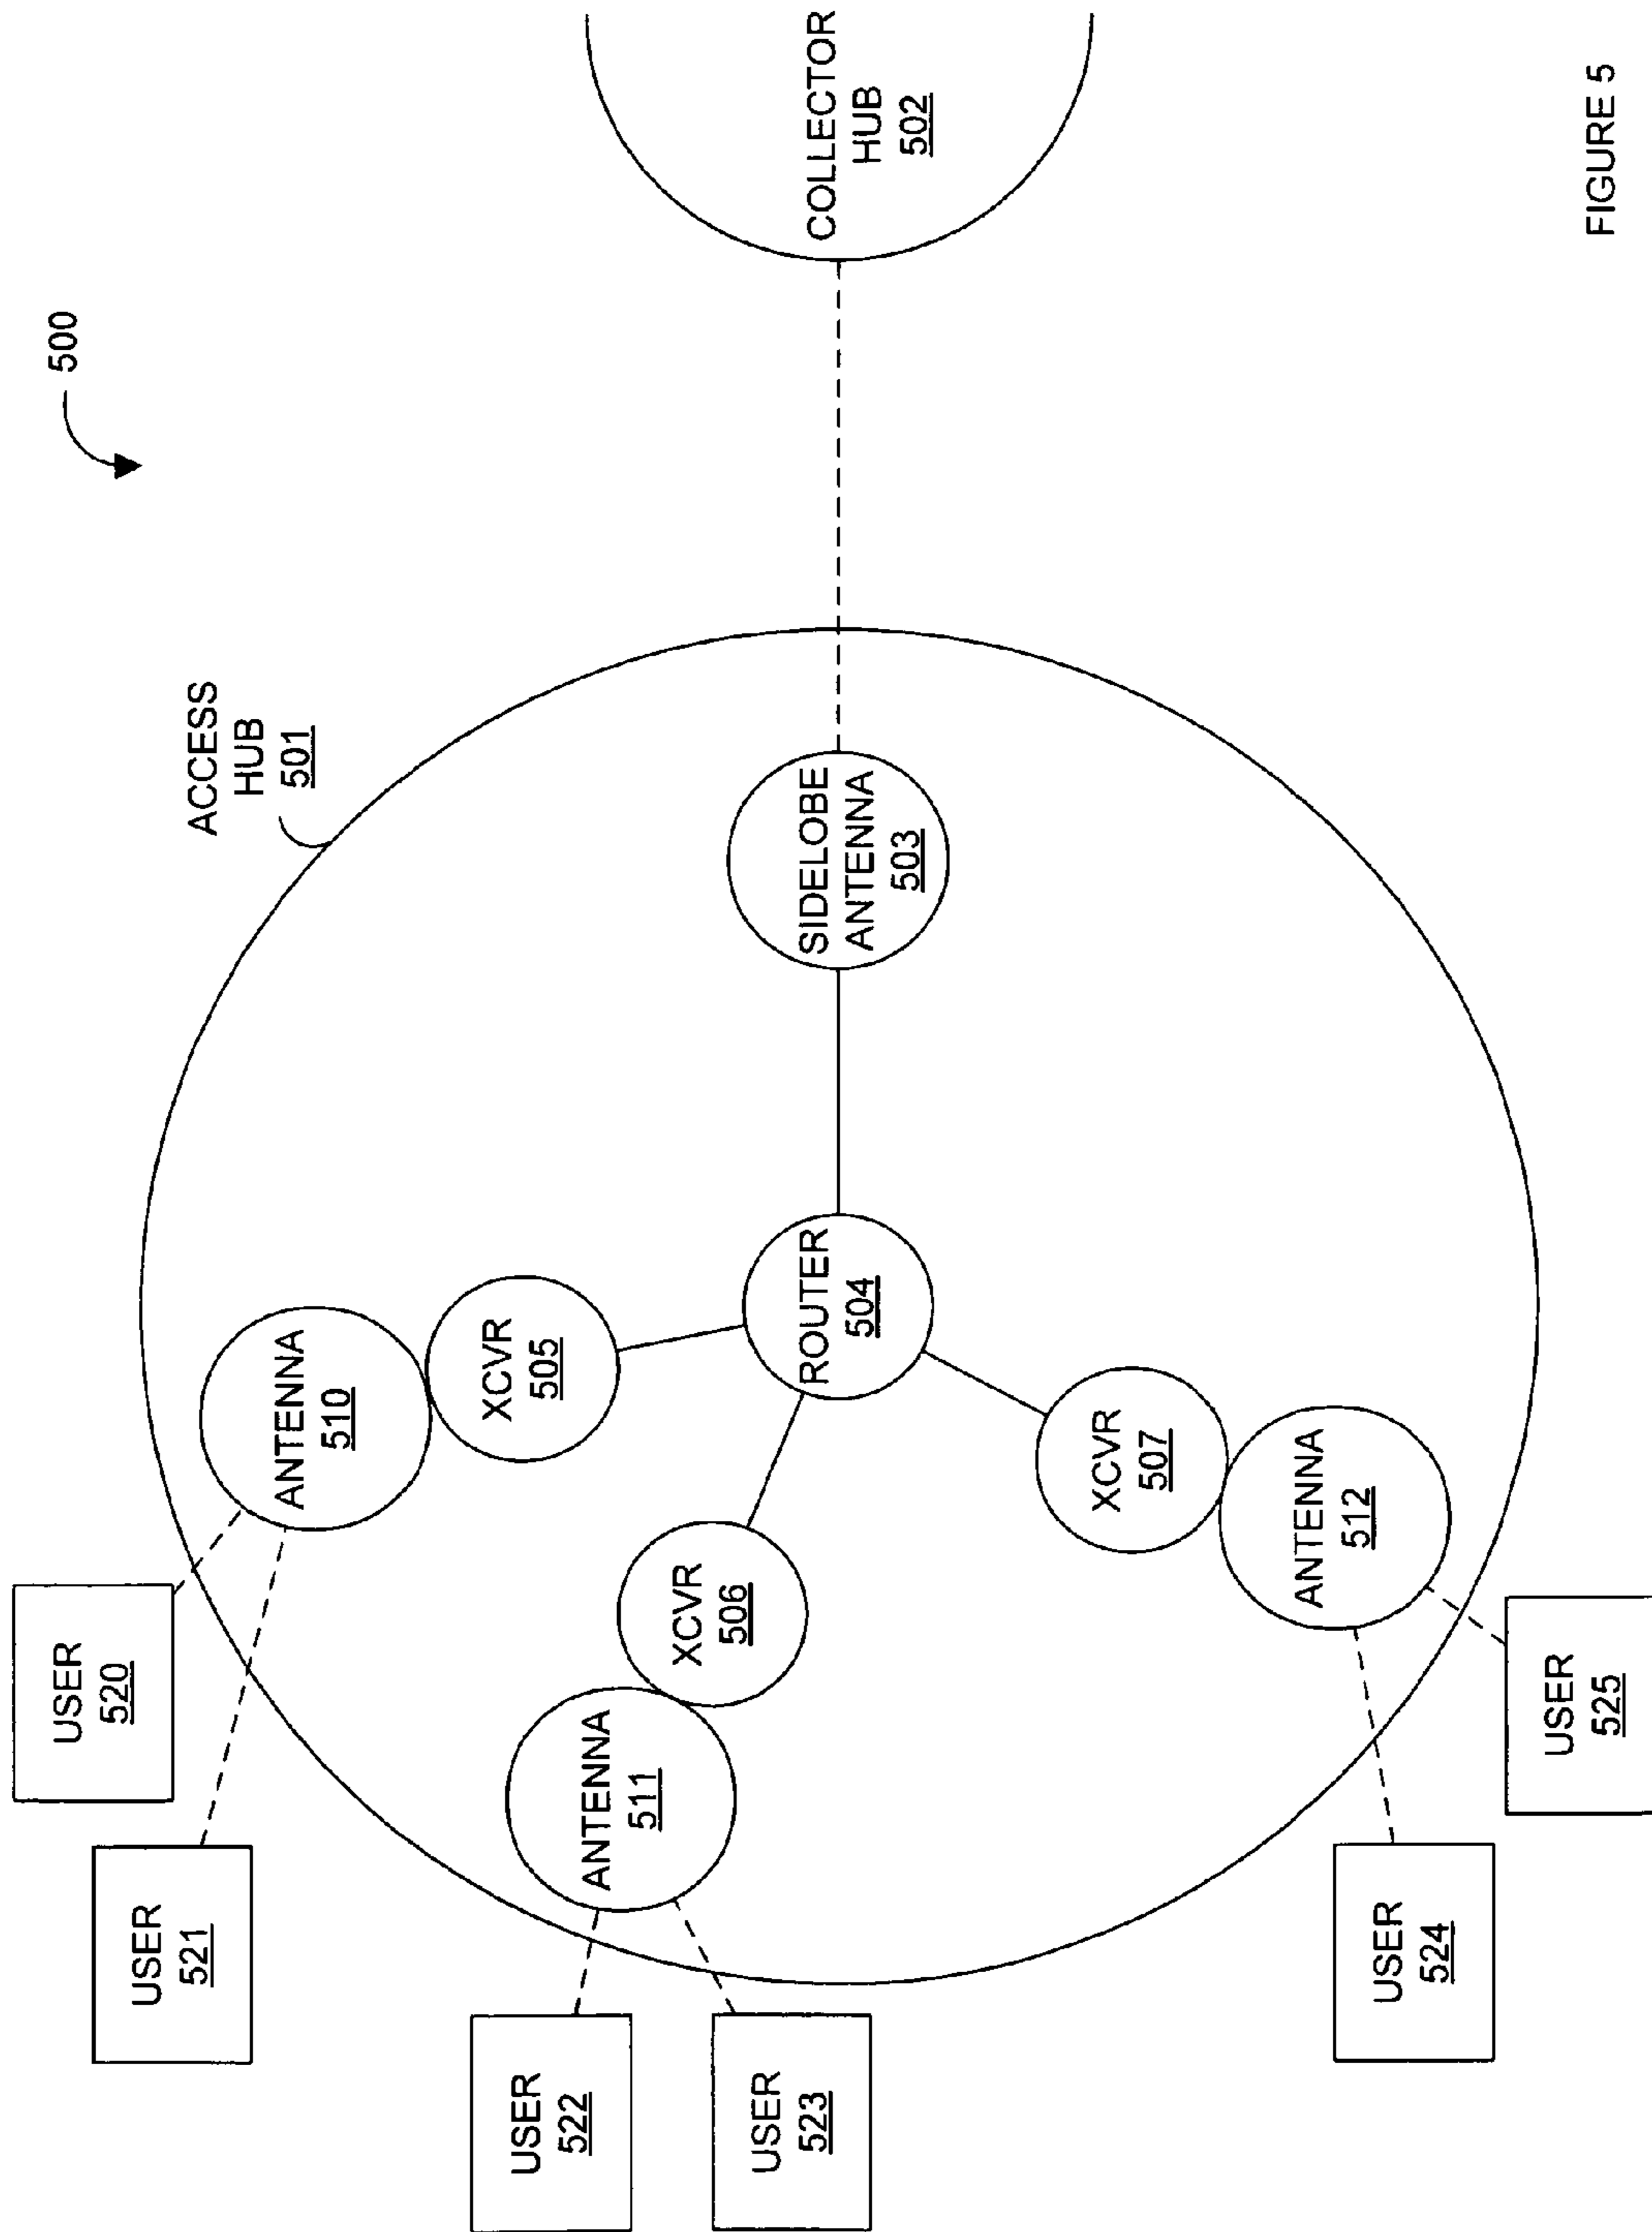 500
ACCESS
HUB
501
COLLECTOR
HUB
502
SIDELOBE
ANTENNA
503
ROUTER
504
ANTENNA
510
XCVR
505
XCVR
506
ANTENNA
511
XCVR
507
ANTENNA
512
USER
520
USER
521
USER
522
USER
523
USER
524
USER
525
FIGURE 5